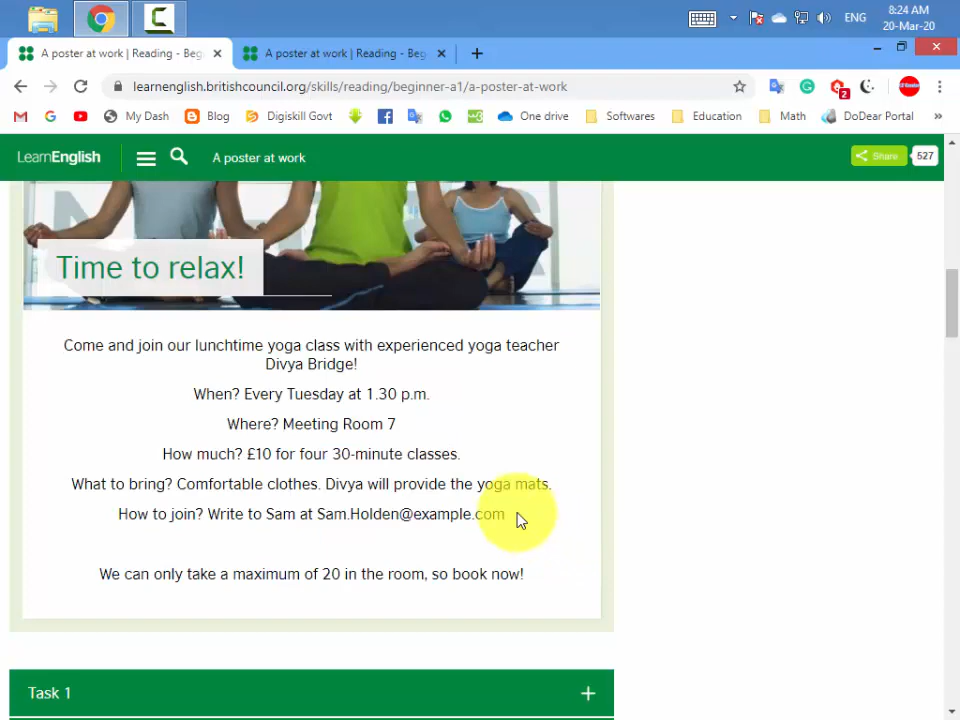 8:24 AM
ENG
20-Mar-20
A poster at work | Reading - Beg
A poster at work | Reading - Beg
learnenglish.britishcouncil.org/skills/reading/beginner-a1/a-poster-at-work
2
My Dash
Blog
Digiskill Govt
One drive
Softwares
Education
Math
DoDear Portal
LearnEnglish
A poster at work
Share
527
Time to relax!
Come and join our lunchtime yoga class with experienced yoga teacher
Divya Bridge!
When? Every Tuesday at 1.30 p.m.
Where? Meeting Room 7
How much? £10 for four 30-minute classes.
What to bring? Comfortable clothes. Divya will provide the yoga mats.
How to join? Write to Sam at Sam.Holden@example.com
We can only take a maximum of 20 in the room, so book now!
Task 1